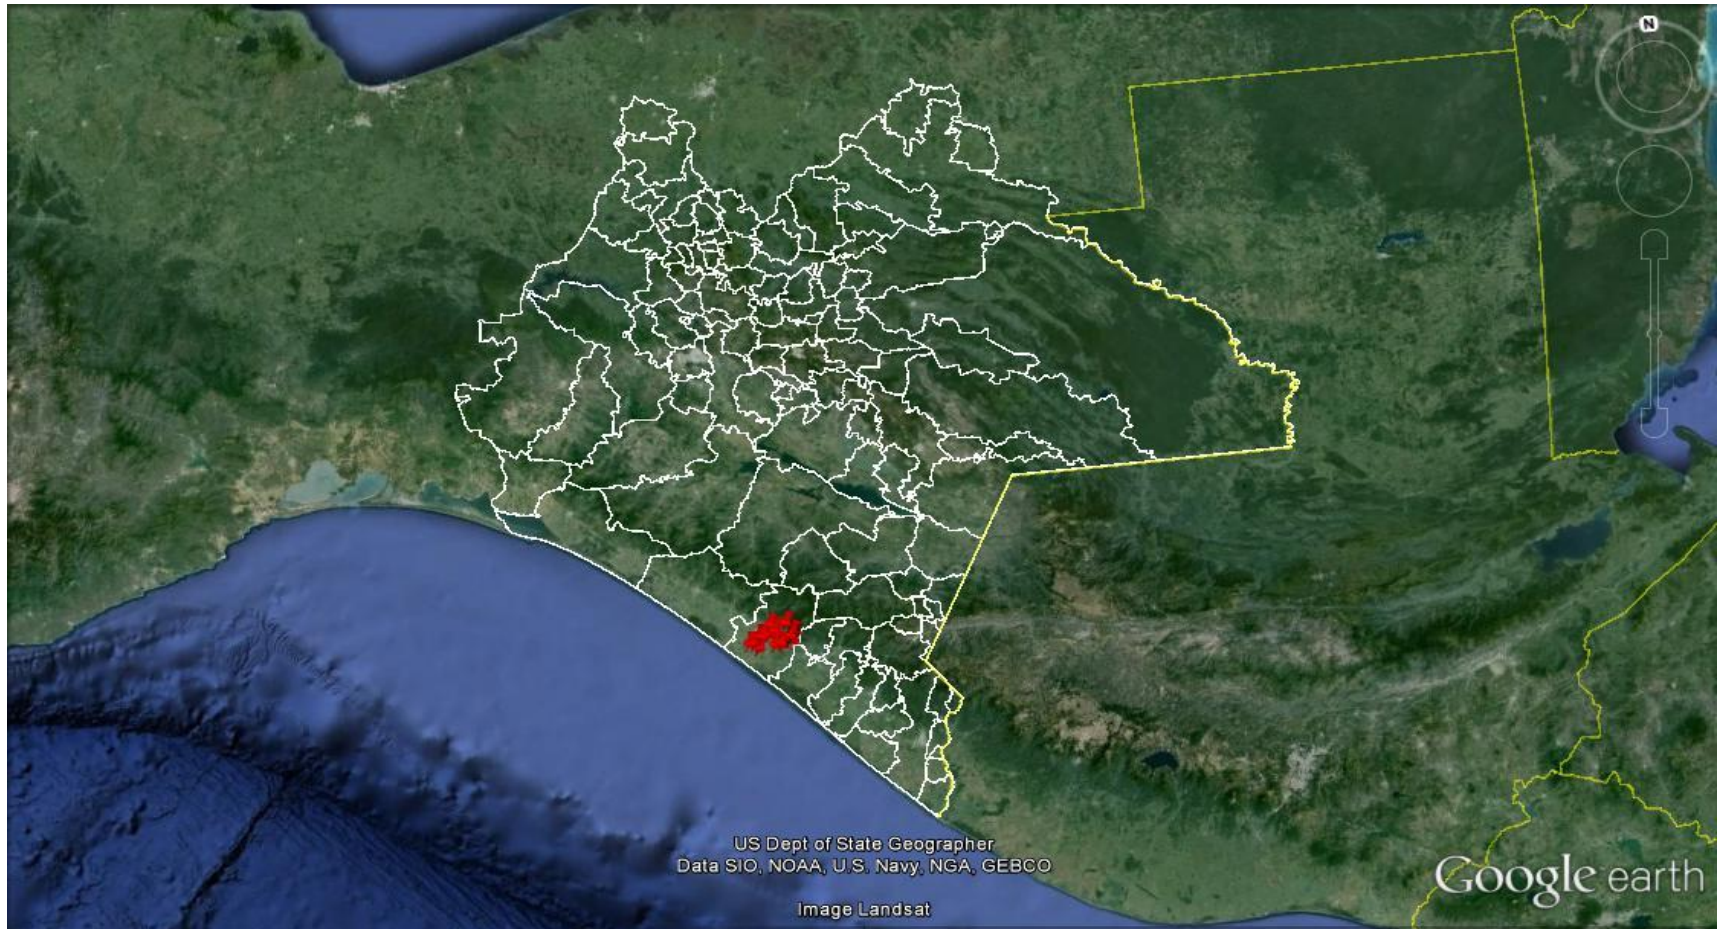 N
US Dept of State Geographer
Data SIO, NOAA, U.S. Navy, NGA, GEBCO
Image Landsat
Google earth